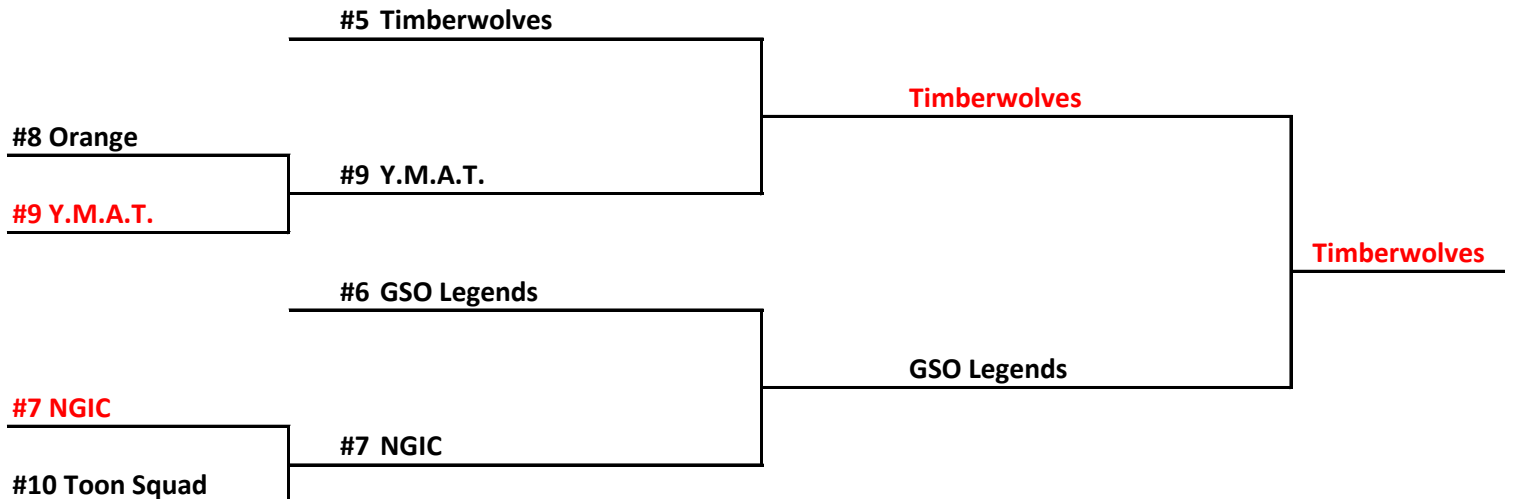 #5 Timberwolves
Timberwolves
#8 Orange
#9 Y.M.A.T.
#9 Y.M.A.T.
Timberwolves
#6 GSO Legends
GSO Legends
#7 NGIC
#7 NGIC
#10 Toon Squad